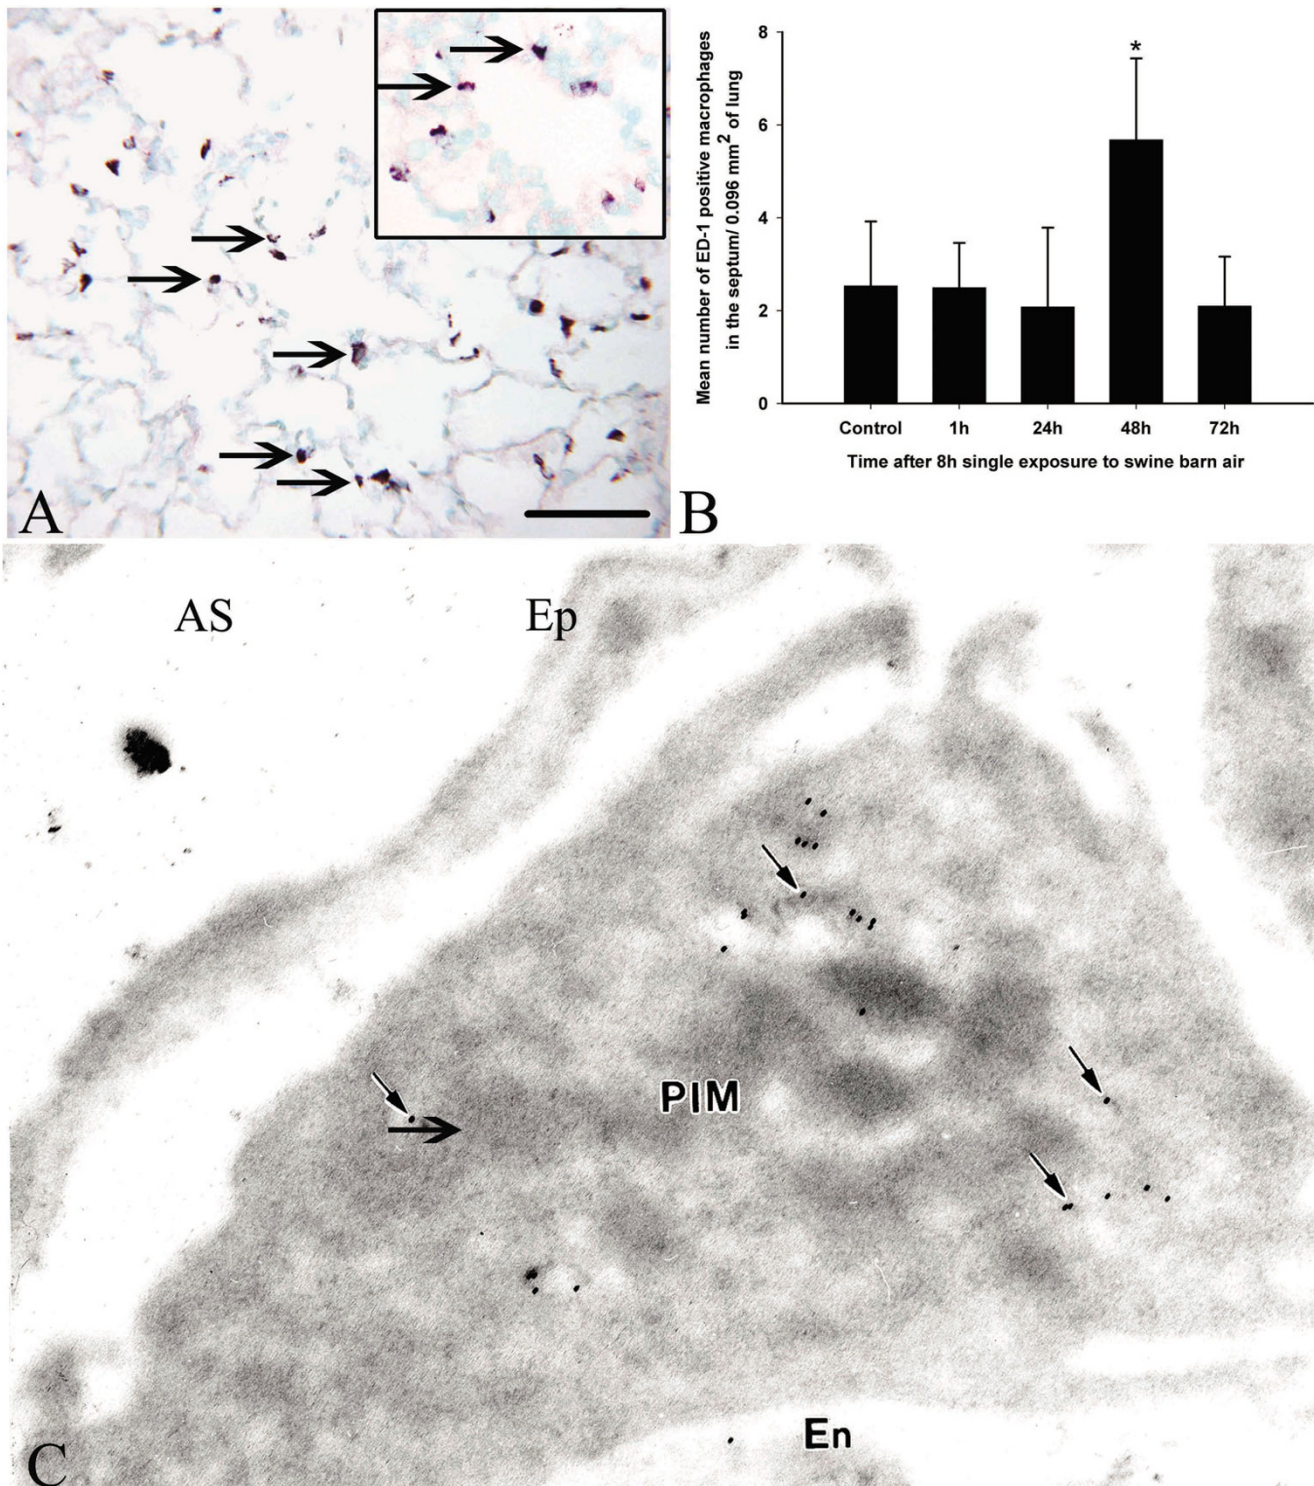 A
B
Mean number of ED-1 positive macrophages
in the septum/ 0.096 mm² of lung
8
6
4
2
0
*
Control 1h 24h 48h 72h
Time after 8h single exposure to swine barn air
AS
Ep
PIM
En
C